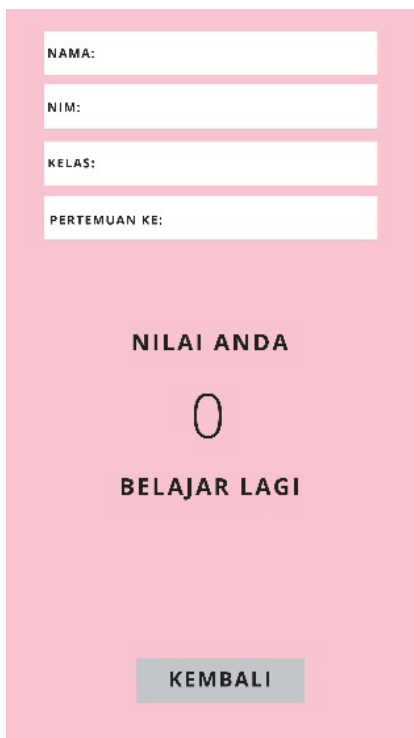 NAMA:
NIM:
KELAS:
PERTEMUAN KE:
NILAI ANDA
0
BELAJAR LAGI
KEMBALI